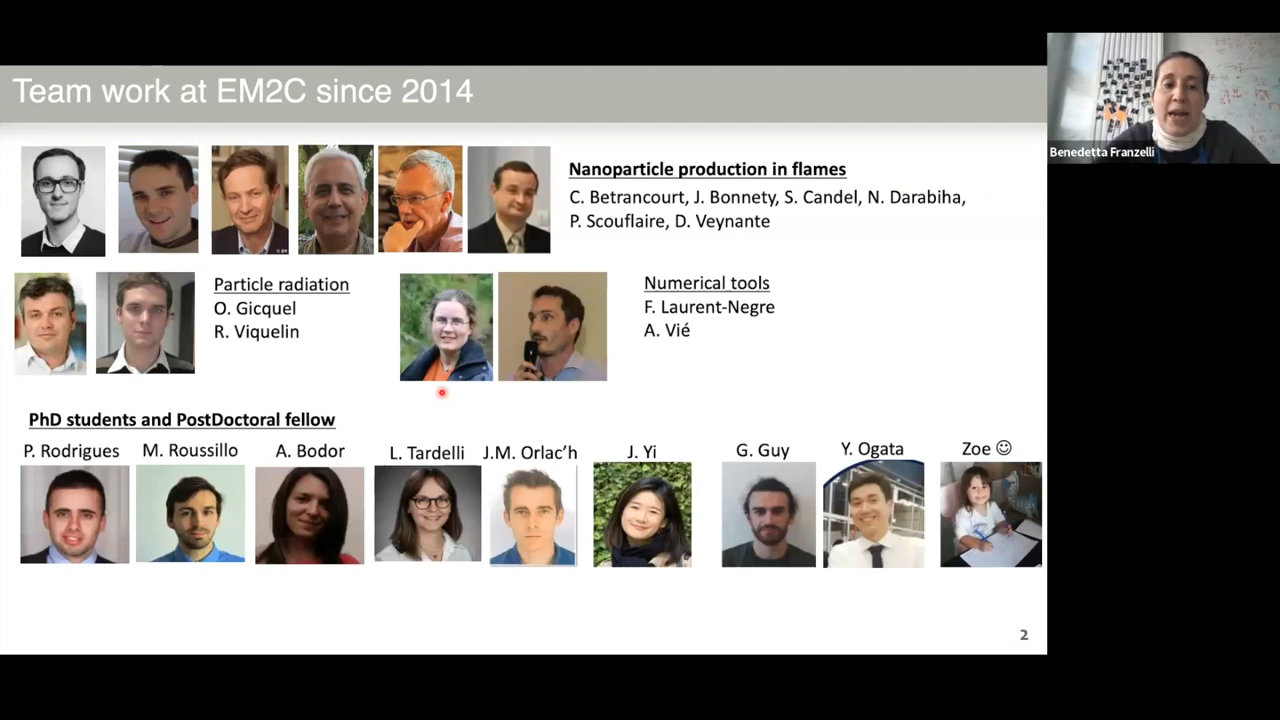 Team work at EM2C since 2014
Benedetta Franzelli
Nanoparticle production in flames
C. Betrancourt, J. Bonnety, S. Candel, N. Darabiha,
P. Scouflaire, D. Veynante
Particle radiation
O. Gicquel
R. Viquelin
Numerical tools
F. Laurent-Negre
A. Vié
PhD students and PostDoctoral fellow
P. Rodrigues M. Roussillo A. Bodor L. Tardelli J.M. Orlac'h J. Yi G. Guy Y. Ogata Zoe ☺
2